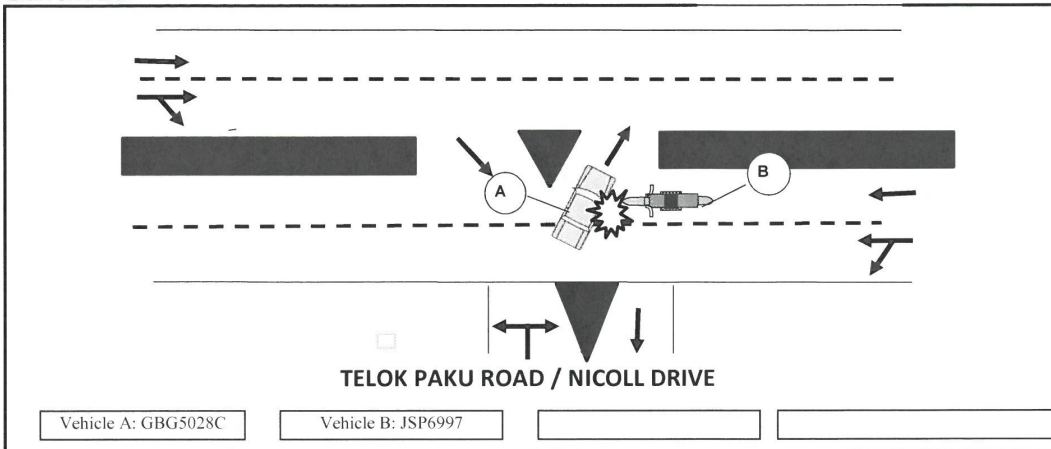 A
B
TELOK PAKU ROAD / NICOLL DRIVE
Vehicle A: GBG5028C
Vehicle B: JSP6997